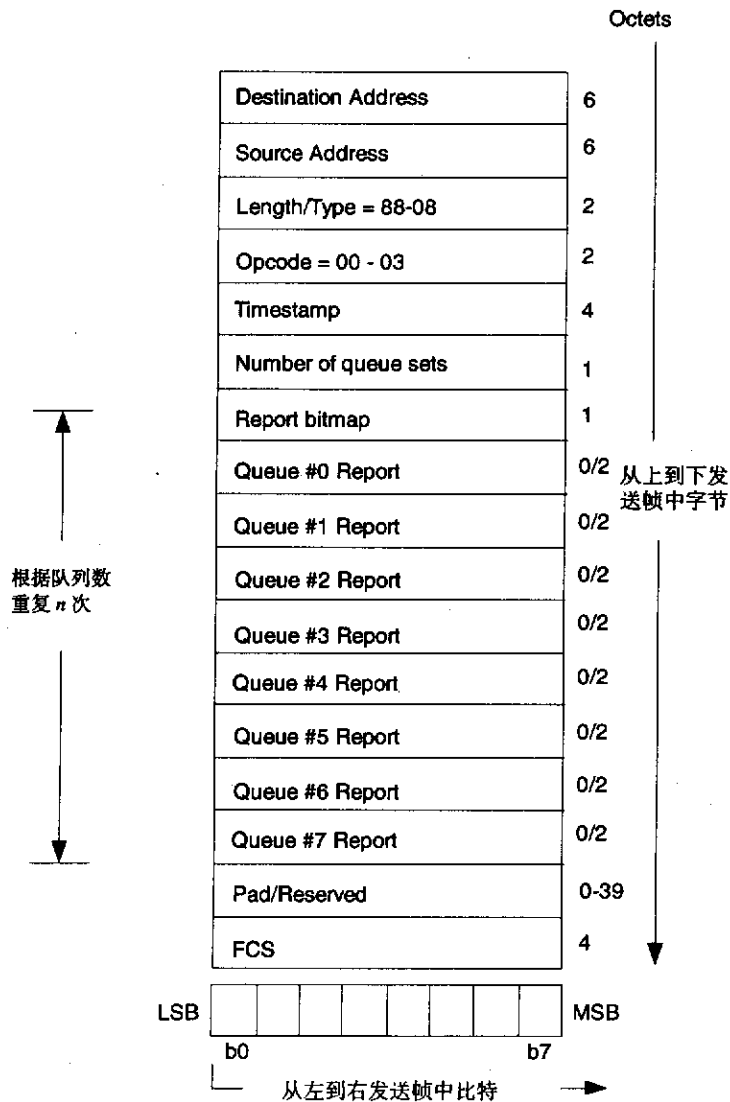 Octets
Destination Address 6
Source Address 6
Length/Type = 88-08 2
Opcode = 00 - 03 2
Timestamp 4
Number of queue sets 1
Report bitmap 1
Queue #0 Report 0/2
Queue #1 Report 0/2
Queue #2 Report 0/2
Queue #3 Report 0/2
Queue #4 Report 0/2
Queue #5 Report 0/2
Queue #6 Report 0/2
Queue #7 Report 0/2
Pad/Reserved 0-39
FCS 4
从上到下发
送帧中字节
根据队列数
重复 n 次
LSB MSB
b0 b7
从左到右发送帧中比特